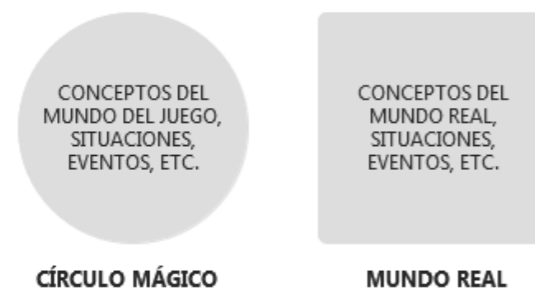 CONCEPTOS DEL
MUNDO DEL JUEGO,
SITUACIONES,
EVENTOS, ETC.
CÍRCULO MÁGICO
CONCEPTOS DEL
MUNDO REAL,
SITUACIONES,
EVENTOS, ETC.
MUNDO REAL